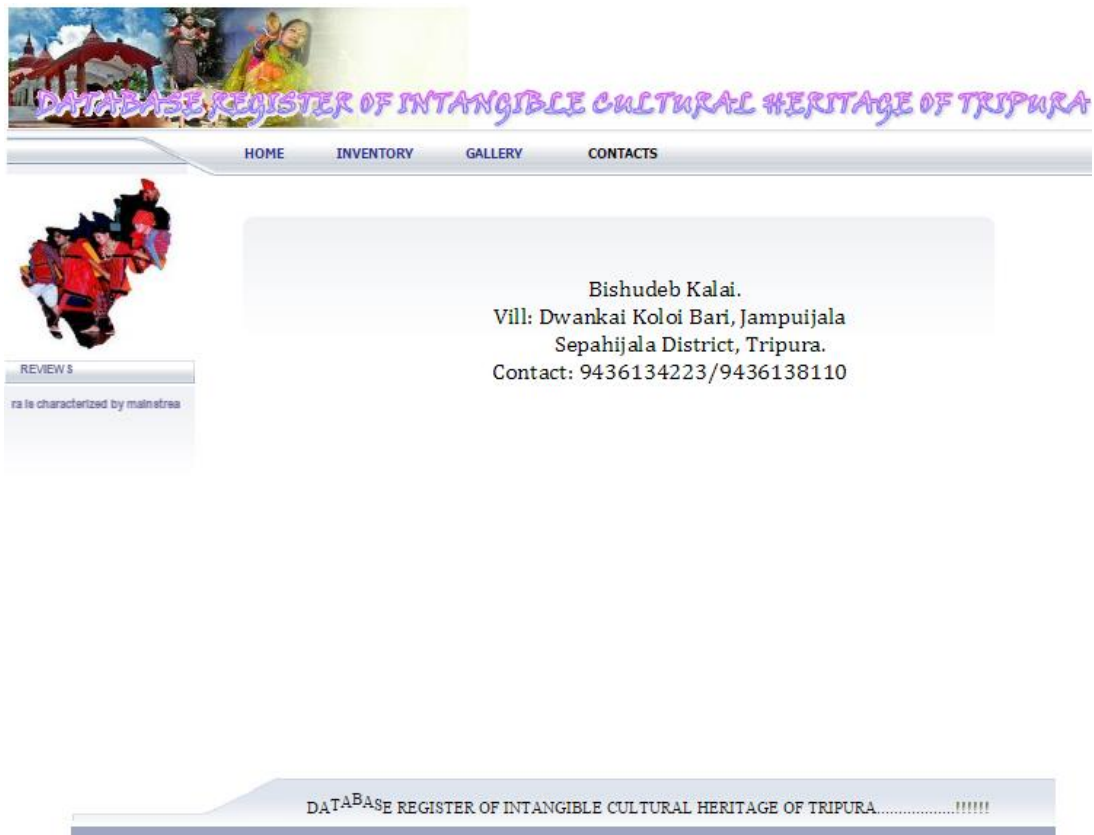 DATABASE REGISTER OF INTANGIBLE CULTURAL HERITAGE OF TRIPURA
HOME INVENTORY GALLERY CONTACTS
Bishudeb Kalai.
Vill: Dwankai Koloi Bari, Jampuijala
Sepahijala District, Tripura.
Contact: 9436134223/9436138110
REVIEWS
ra is characterized by mainstrea
DATABASE REGISTER OF INTANGIBLE CULTURAL HERITAGE OF TRIPURA.................!!!!!!